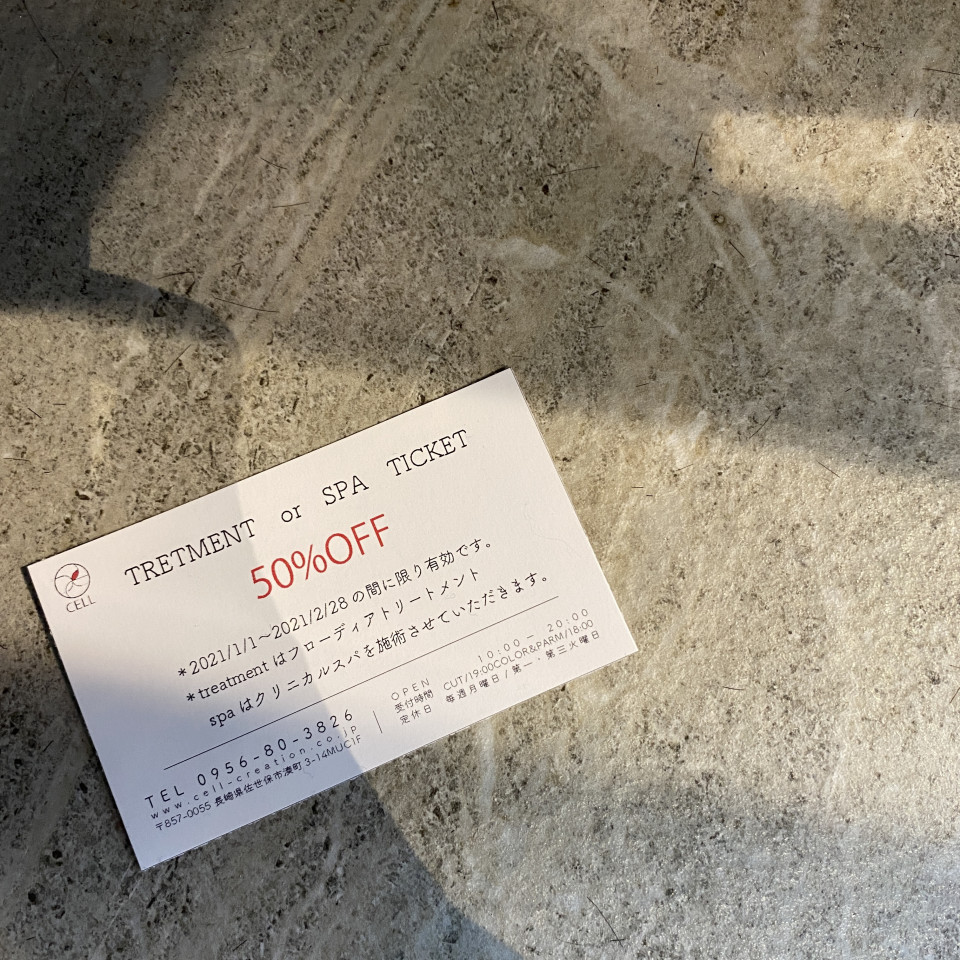 TRETMENT or SPA TICKET
50%OFF
CELL
*2021/1/1~2021/2/28の間に限り有効です。
*treatmentはフローディアトリートメント
spaはクリニカルスパを施術させていただきます。
TEL 0956-80-3826
www.cell-creation.co.jp
〒857-0055 長崎県佐世保市湊町3-14MUC1F
OPEN 10:00-20:00
受付時間 CUT/19:00COLOR&PARM/18:00
定休日 毎週月曜日/第一・第三火曜日